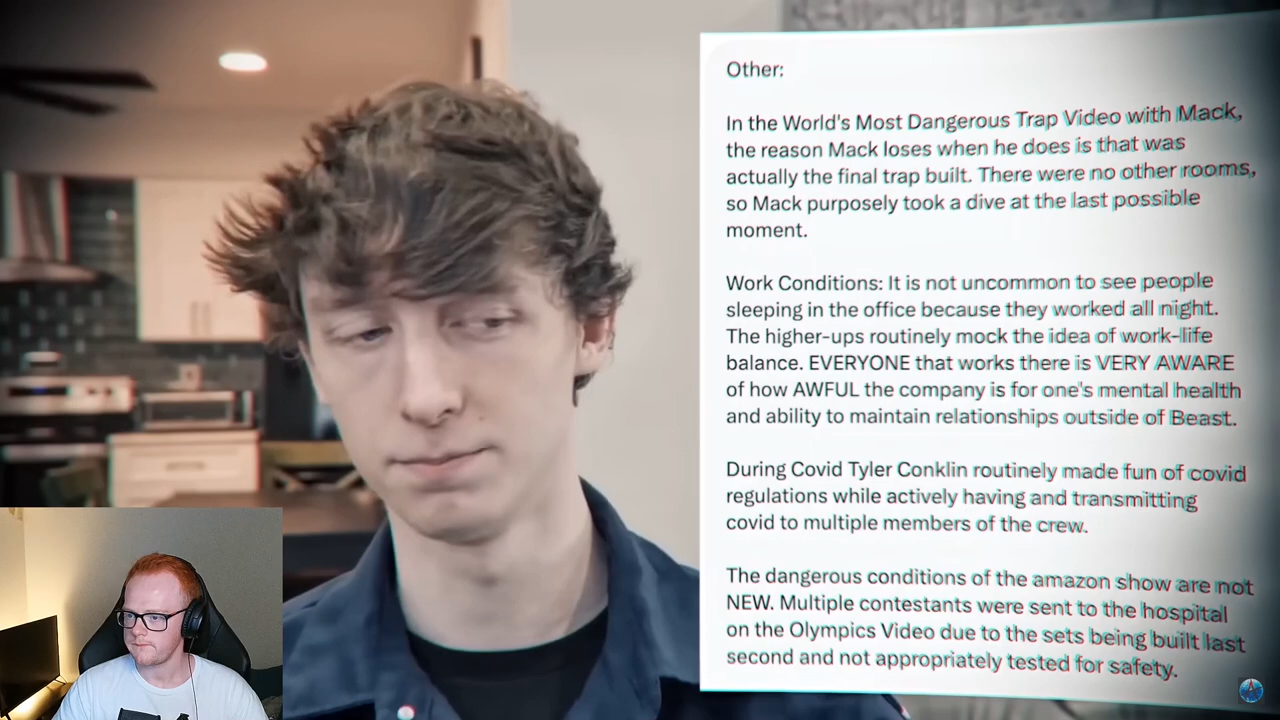 Other:
In the World's Most Dangerous Trap Video with Mack,
the reason Mack loses when he does is that was
actually the final trap built. There were no other rooms,
so Mack purposely took a dive at the last possible
moment.
Work Conditions: It is not uncommon to see people
sleeping in the office because they worked all night.
The higher-ups routinely mock the idea of work-life
balance. EVERYONE that works there is VERY AWARE
of how AWFUL the company is for one's mental health
and ability to maintain relationships outside of Beast.
During Covid Tyler Conklin routinely made fun of covid
regulations while actively having and transmitting
covid to multiple members of the crew.
The dangerous conditions of the amazon show are not
NEW. Multiple contestants were sent to the hospital
on the Olympics Video due to the sets being built last
second and not appropriately tested for safety.